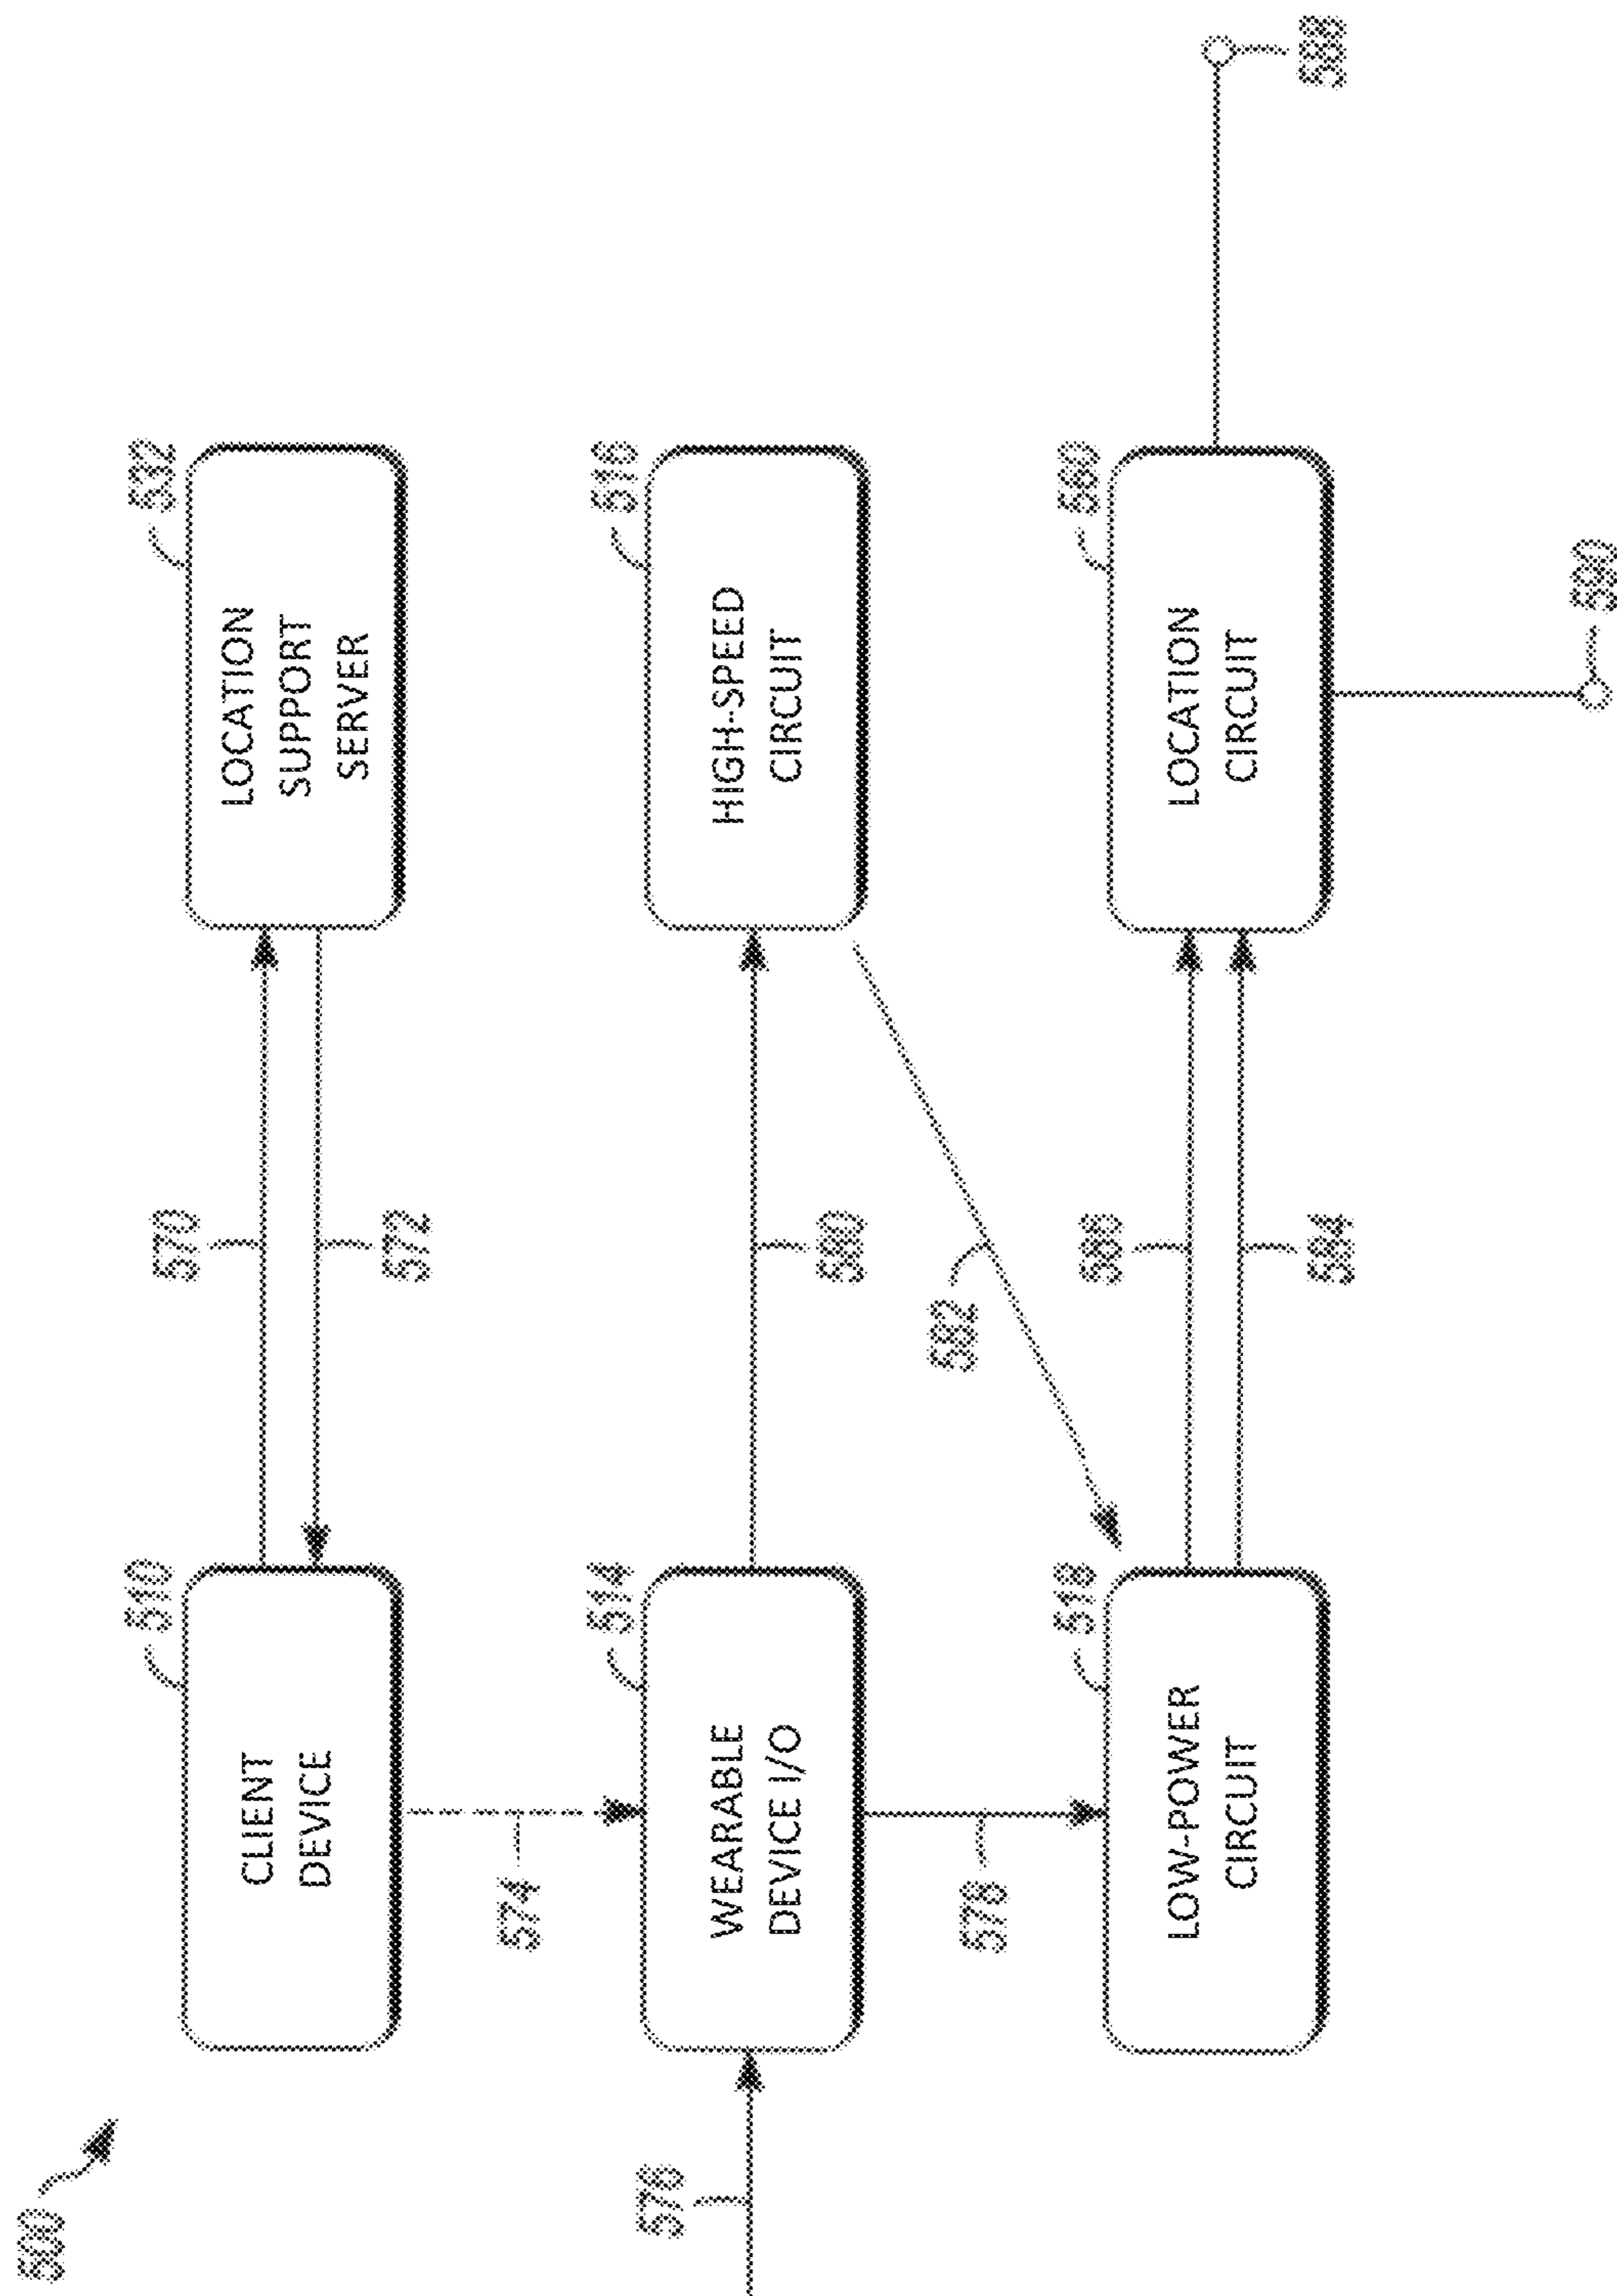 500
510
570
532
CLIENT
DEVICE
LOCATION
SUPPORT
SERVER
572
574
576
514
516
WEARABLE
DEVICE I/O
HIGH-SPEED
CIRCUIT
580
582
578
518
586
560
LOW-POWER
CIRCUIT
LOCATION
CIRCUIT
584
588
590